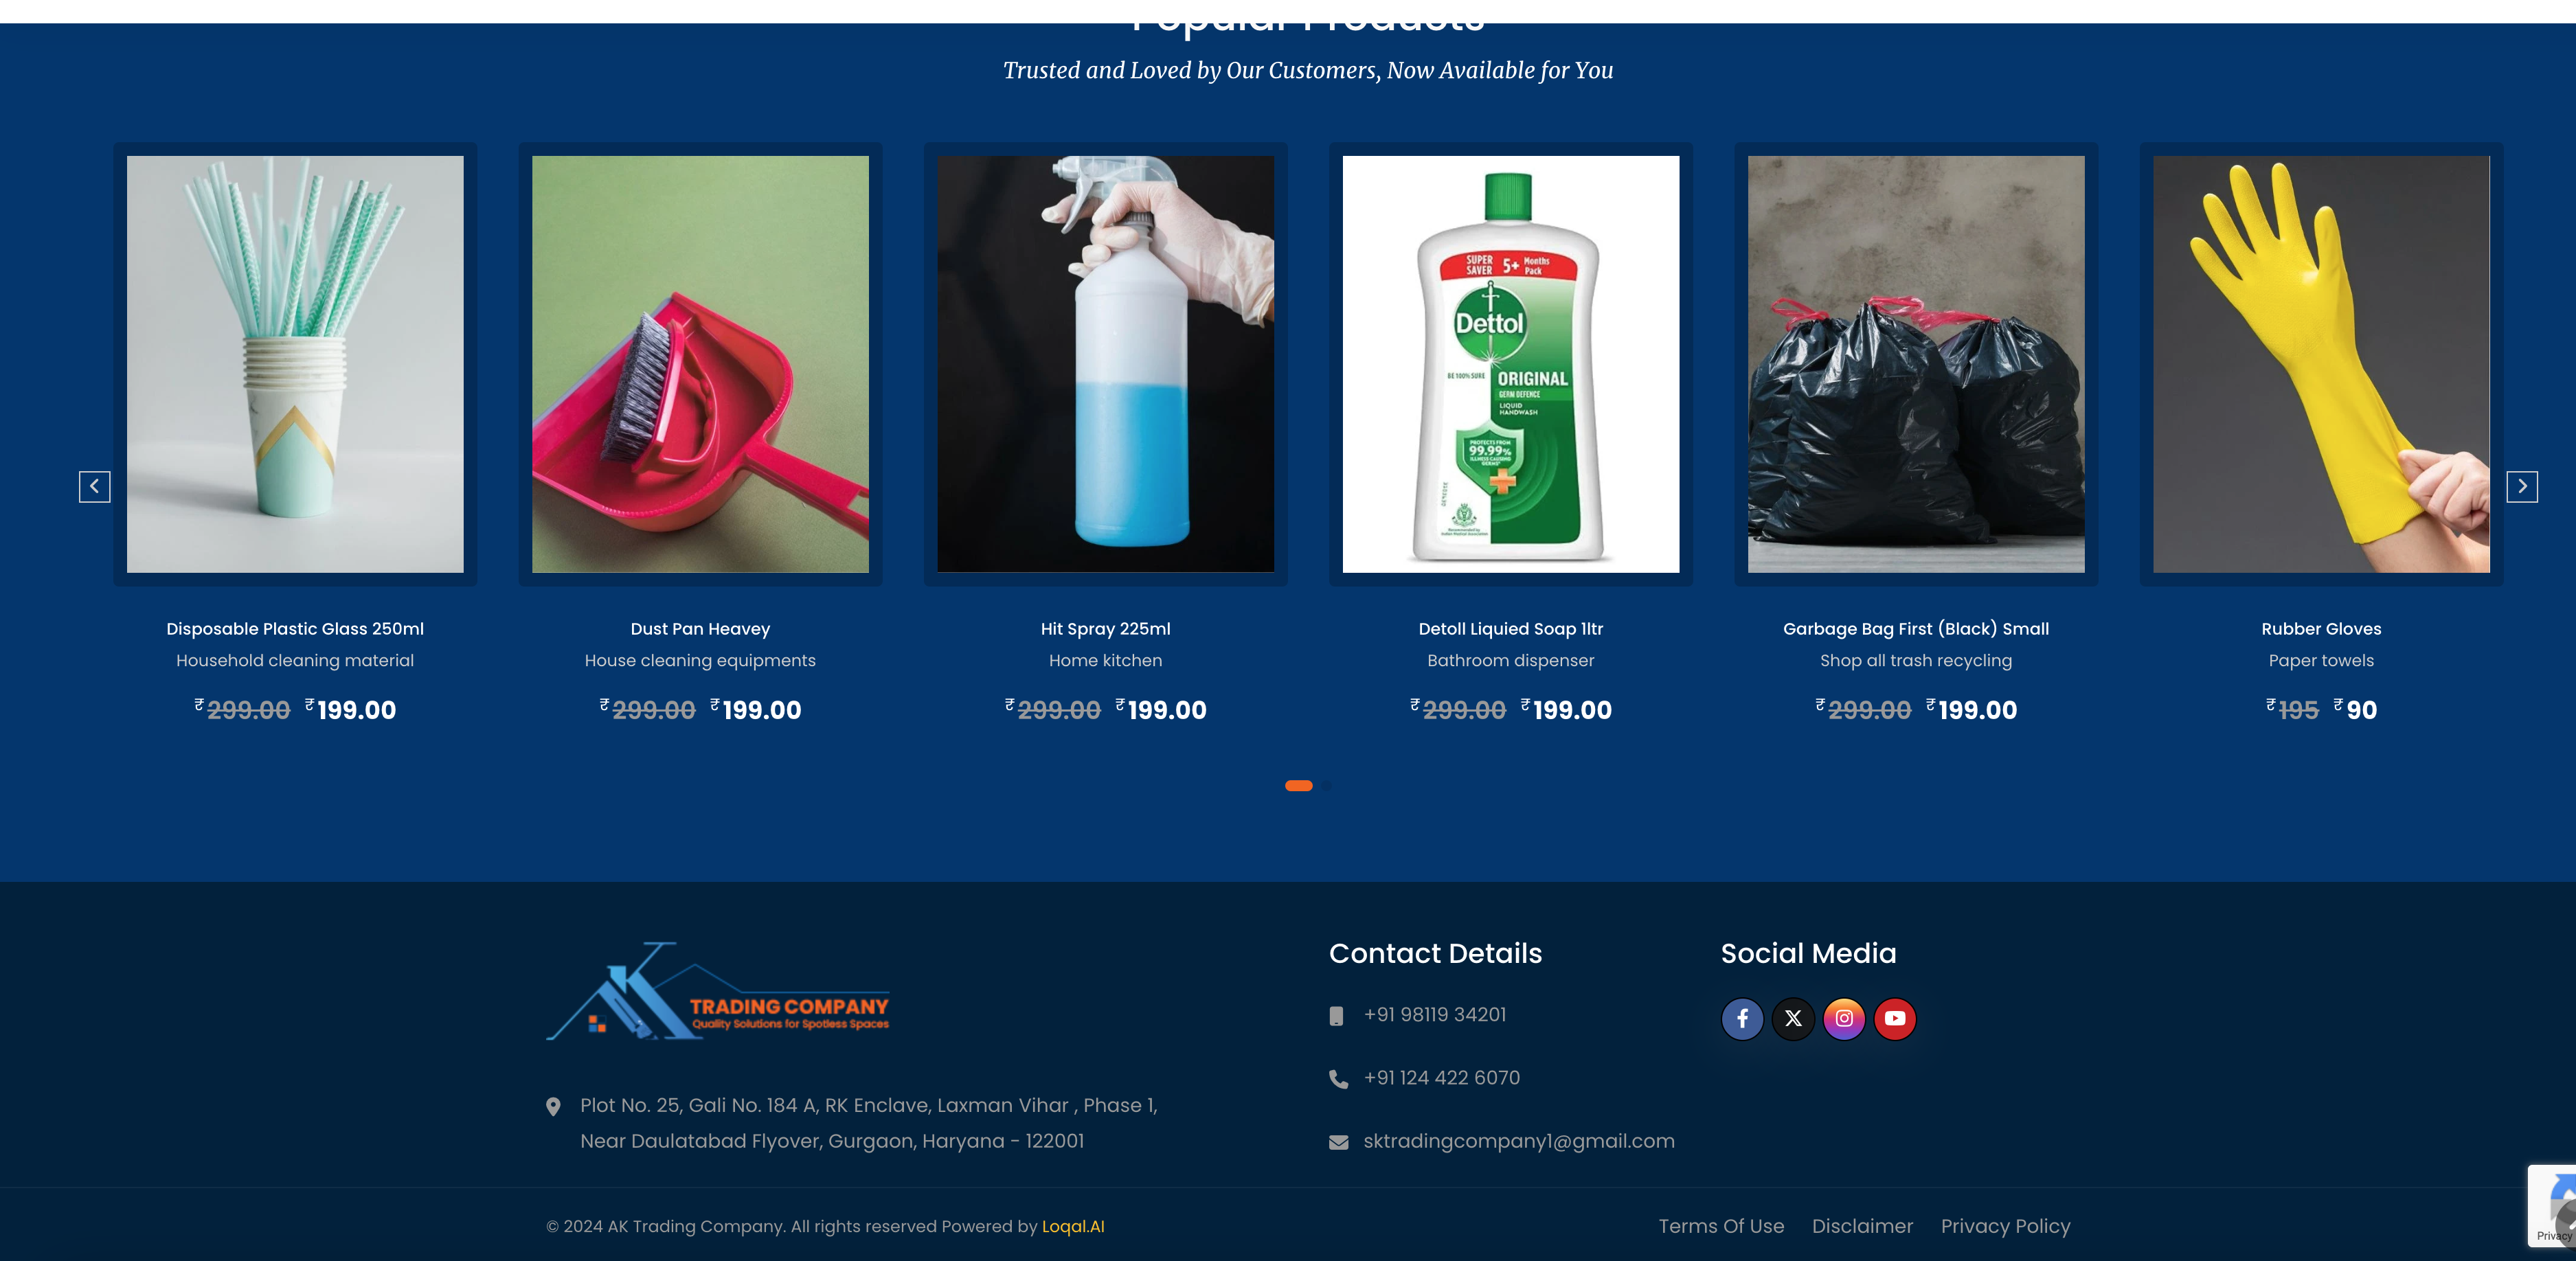 Popular Products
Trusted and Loved by Our Customers, Now Available for You
SUPER SAVER 5+ Months Pack
Dettol
BE 100% SURE
ORIGINAL
GERM DEFENCE
LIQUID
HANDWASH
PROTECTS FROM
99.99%
ILLNESS CAUSING
GERMS*
Disposable Plastic Glass 250ml
Household cleaning material
₹299.00 ₹199.00
Dust Pan Heavey
House cleaning equipments
₹299.00 ₹199.00
Hit Spray 225ml
Home kitchen
₹299.00 ₹199.00
Detoll Liquied Soap 1ltr
Bathroom dispenser
₹299.00 ₹199.00
Garbage Bag First (Black) Small
Shop all trash recycling
₹299.00 ₹199.00
Rubber Gloves
Paper towels
₹195 ₹90
AK
TRADING COMPANY
Quality Solutions for Spotless Spaces
Plot No. 25, Gali No. 184 A, RK Enclave, Laxman Vihar , Phase 1,
Near Daulatabad Flyover, Gurgaon, Haryana - 122001
Contact Details
+91 98119 34201
+91 124 422 6070
sktradingcompany1@gmail.com
Social Media
© 2024 AK Trading Company. All rights reserved Powered by Loqal.AI
Terms Of Use Disclaimer Privacy Policy
Privacy